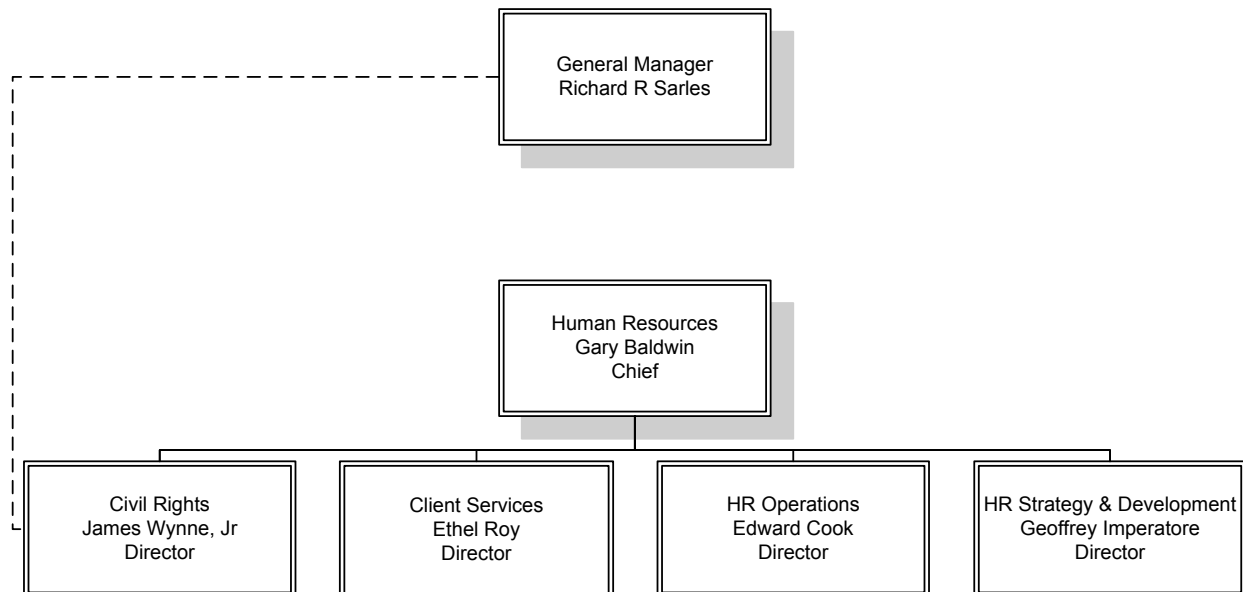 General Manager
Richard R Sarles
Human Resources
Gary Baldwin
Chief
Civil Rights
James Wynne, Jr
Director
Client Services
Ethel Roy
Director
HR Operations
Edward Cook
Director
HR Strategy & Development
Geoffrey Imperatore
Director